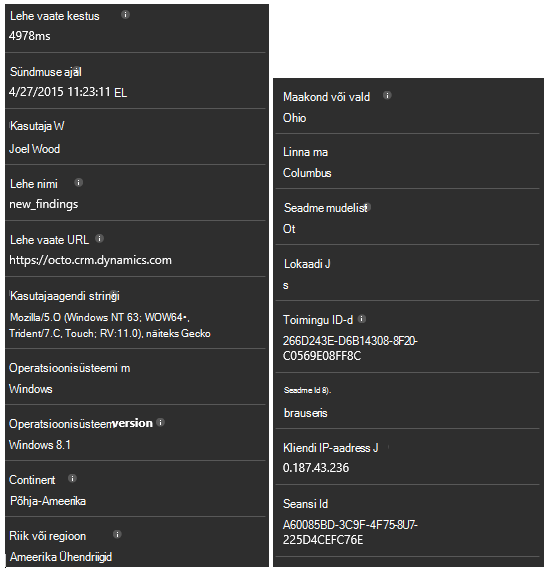 Lehe vaate kestus
4978ms
Sündmuse ajal
4/27/2015 11:23:11 EL
Kasutaja W
Joel Wood
Lehe nimi
new_findings
Lehe vaate URL
https://octo.crm.dynamics.com
Kasutajaagendi stringi
Mozilla/5.O (Windows NT 63; WOW64•,
Trident/7.C, Touch; RV:11.0), näiteks Gecko
Operatsioonisüsteemi m
Windows
Operatsioonisüsteem version
Windows 8.1
Continent
Põhja-Ameerika
Riik või regioon
Ameerika Ühendriigid
Maakond või vald
Ohio
Linna ma
Columbus
Seadme mudelist
Ot
Lokaadi J
s
Toimingu ID-d
266D243E-D6B14308-8F20-
C0569E08FF8C
Seadme Id 8).
brauseris
Kliendi IP-aadress J
0.187.43.236
Seansi Id
A60085BD-3C9F-4F75-8U7-
225D4CEFC76E